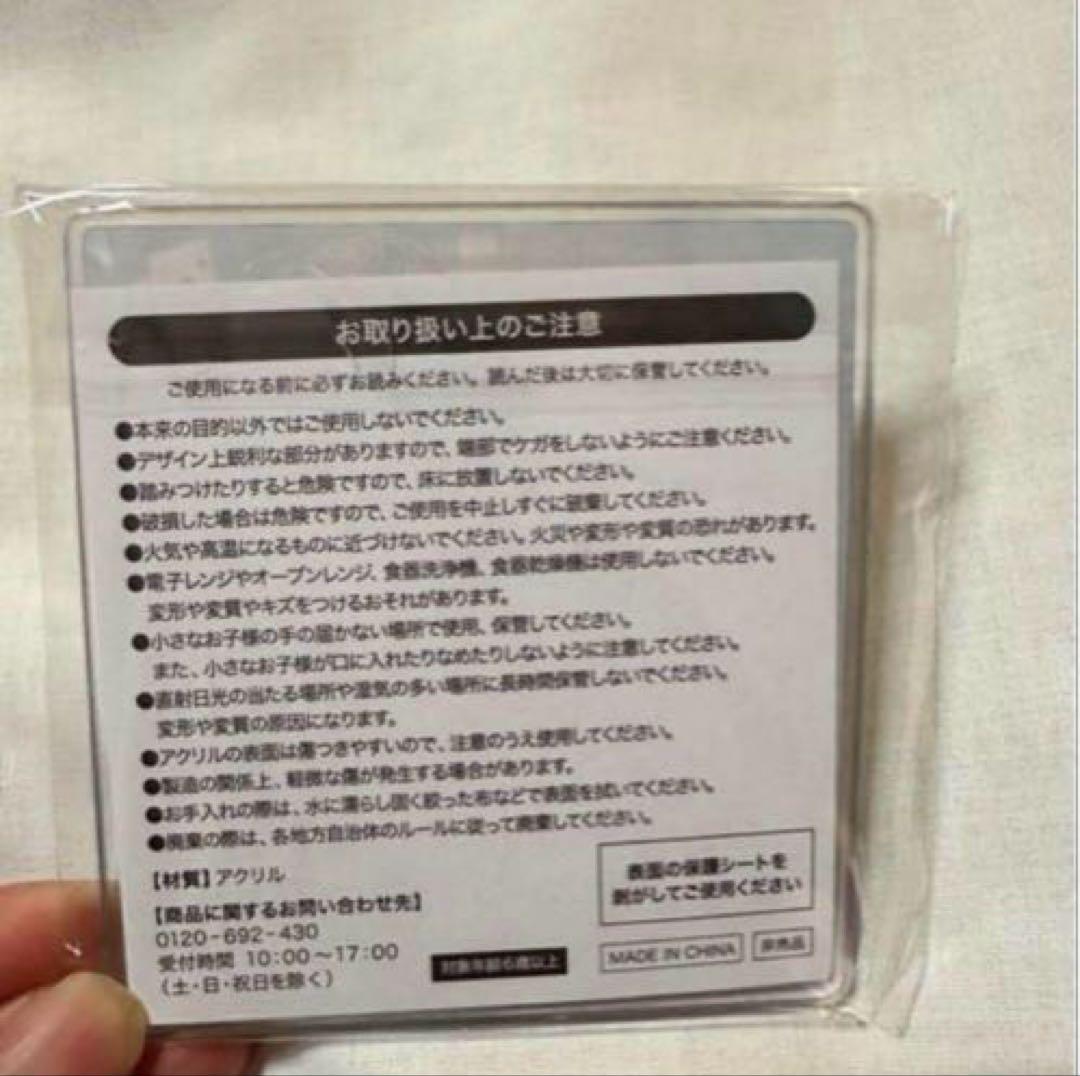 お取り扱い上のご注意
ご使用になる前に必ずお読みください。読んだ後は大切に保管してください。
●本来の目的以外ではご使用しないでください。
●デザイン上鋭利な部分がありますので、端部でケガをしないようにご注意ください。
●踏みつけたりすると危険ですので、床に放置しないでください。
●破損した場合は危険ですので、ご使用を中止しすぐに破棄してください。
●火気や高温になるものに近づけないでください。火災や変形や変質の恐れがあります。
●電子レンジやオーブンレンジ、食器洗浄機、食器乾燥機は使用しないでください。
変形や変質やキズをつけるおそれがあります。
●小さなお子様の手の届かない場所で使用、保管してください。
また、小さなお子様が口に入れたりなめたりしないように注意してください。
●直射日光の当たる場所や湿気の多い場所に長時間保管しないでください。
変形や変質の原因になります。
●アクリルの表面は傷つきやすいので、注意のうえ使用してください。
●製造の関係上、軽微な傷が発生する場合があります。
●お手入れの際は、水に濡らし固く絞った布などで表面を拭いてください。
●廃棄の際は、各地方自治体のルールに従って廃棄してください。
【材質】アクリル
【商品に関するお問い合わせ先】
0120-692-430
受付時間 10:00～17:00
（土・日・祝日を除く）
対象年齢6歳以上
表面の保護シートを
剥がしてご使用ください
MADE IN CHINA
非売品